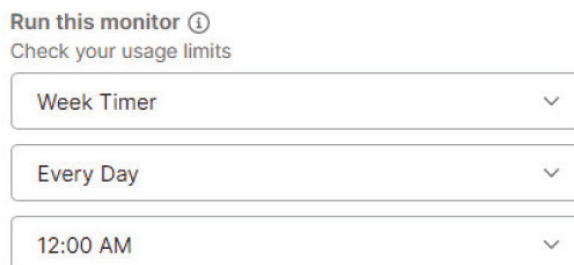 Run this monitor
Check your usage limits
Week Timer
Every Day
12:00 AM